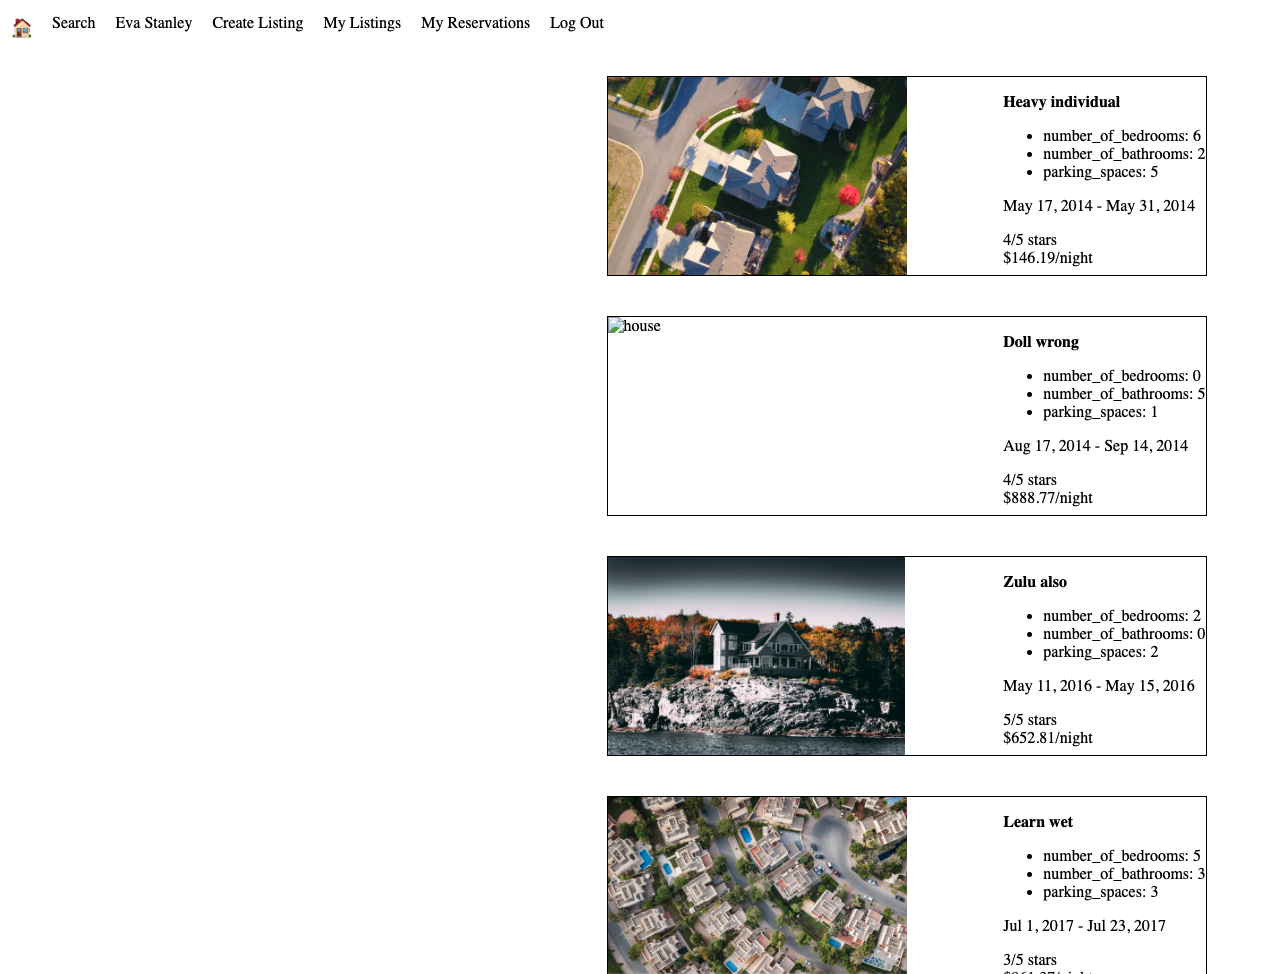 Search Eva Stanley Create Listing My Listings My Reservations Log Out
Heavy individual
number_of_bedrooms: 6
number_of_bathrooms: 2
parking_spaces: 5
May 17, 2014 - May 31, 2014
4/5 stars
$146.19/night
house
Doll wrong
number_of_bedrooms: 0
number_of_bathrooms: 5
parking_spaces: 1
Aug 17, 2014 - Sep 14, 2014
4/5 stars
$888.77/night
Zulu also
number_of_bedrooms: 2
number_of_bathrooms: 0
parking_spaces: 2
May 11, 2016 - May 15, 2016
5/5 stars
$652.81/night
Learn wet
number_of_bedrooms: 5
number_of_bathrooms: 3
parking_spaces: 3
Jul 1, 2017 - Jul 23, 2017
3/5 stars